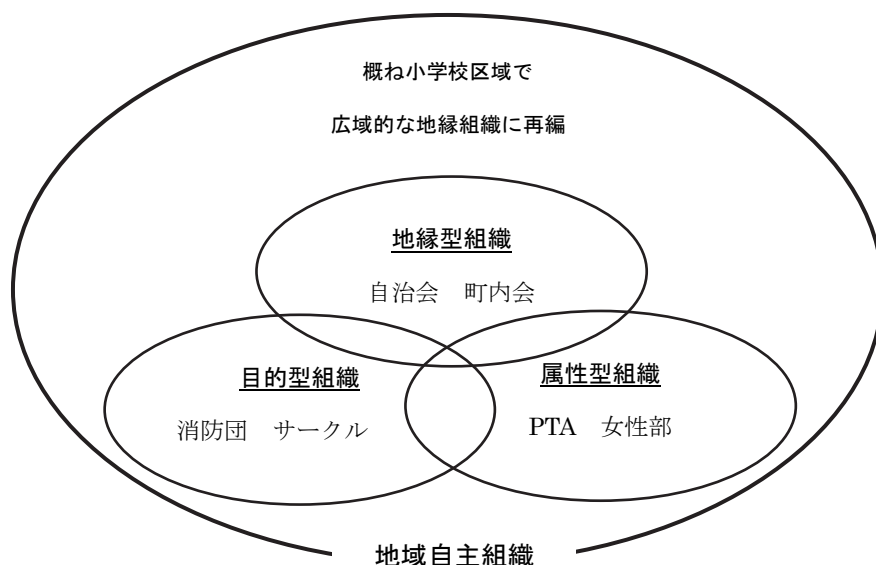 概ね小学校区域で
広域的な地縁組織に再編
地縁型組織
自治会　町内会
目的型組織
消防団　サークル
属性型組織
PTA　女性部
地域自主組織